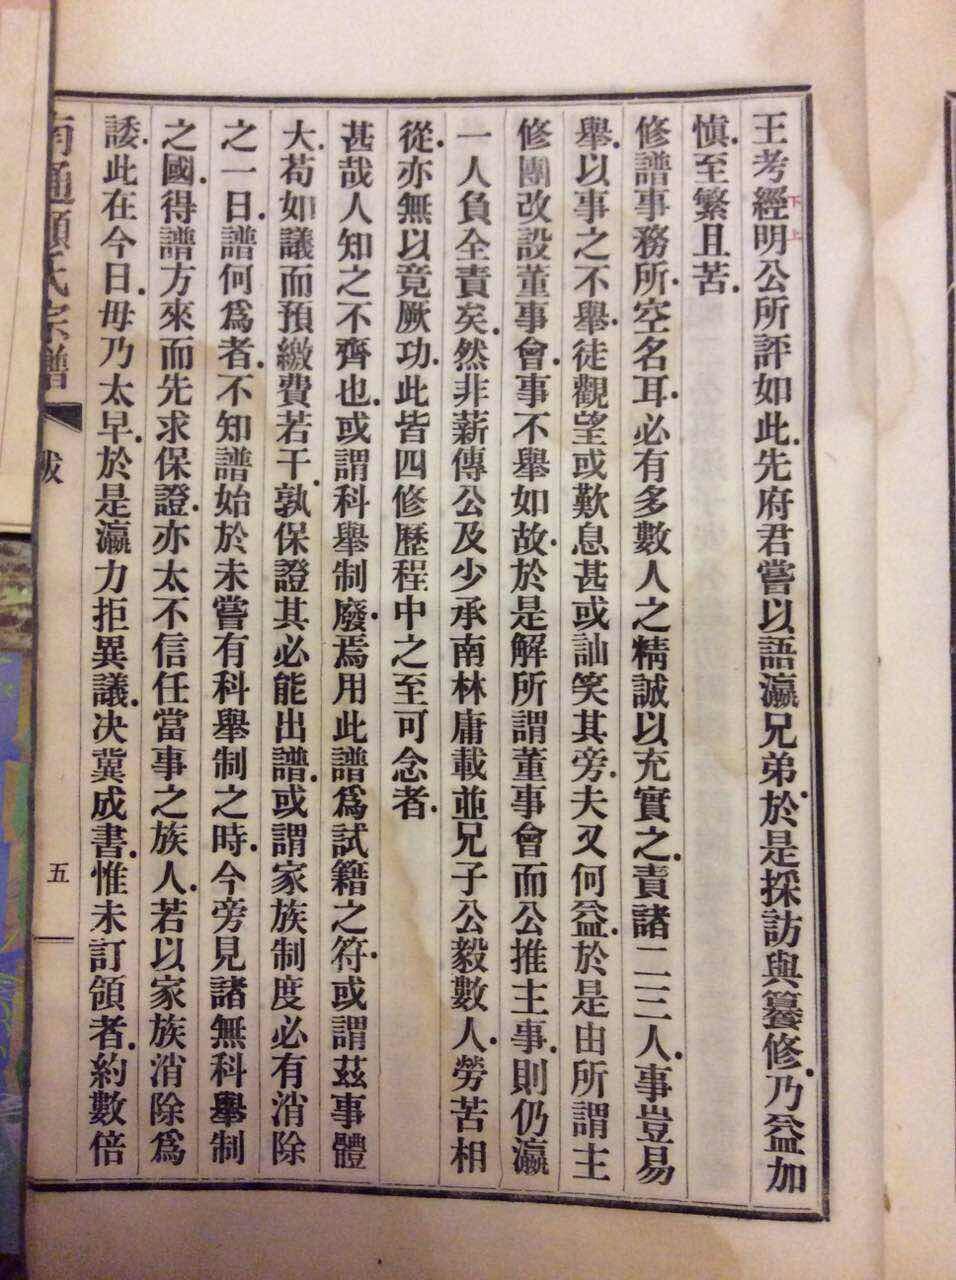 王考經明公所評如此.先府君嘗以語瀛兄弟.於是採訪與纂修.乃益加
下
上
慎.至繁且苦.
修譜事務所.空名耳.必有多數人之精誠以充實之.責諸二三人.事豈易
舉.以事之不舉.徒觀望或歎息甚或訕笑其旁.夫又何益.於是由所謂主
修團改設董事會.事不舉如故.於是解所謂董事會而公推主事.則仍瀛
一人負全責矣.然非薪傳公及少承南林庸載並兄子公毅數人.勞苦相
從.亦無以竟厥功.此皆四修歷程中之至可念者.
甚哉人知之不齊也.或謂科舉制廢.焉用此譜爲試籍之符.或謂茲事體
大.苟如議而預繳費若干.孰保證其必能出譜.或謂家族制度必有消除
之一日.譜何爲者.不知譜始於未嘗有科舉制之時.今旁見諸無科舉制
之國.得譜方來而先求保證.亦太不信任當事之族人.若以家族消除爲
諉.此在今日.毋乃太早.於是瀛力拒異議.決冀成書.惟未訂領者.約數倍
南通顧氏宗譜
跋
五